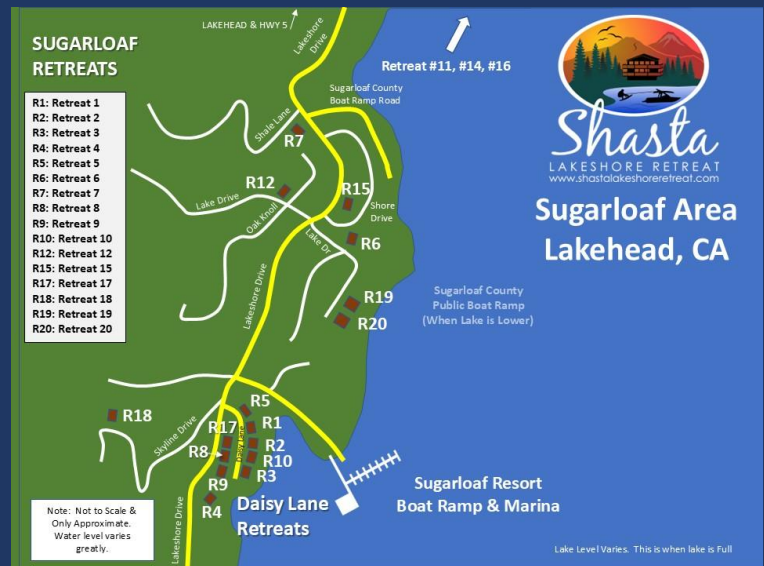 SUGARLOAF
RETREATS
R1: Retreat 1
R2: Retreat 2
R3: Retreat 3
R4: Retreat 4
R5: Retreat 5
R6: Retreat 6
R7: Retreat 7
R8: Retreat 8
R9: Retreat 9
R10: Retreat 10
R12: Retreat 12
R15: Retreat 15
R17: Retreat 17
R18: Retreat 18
R19: Retreat 19
R20: Retreat 20
LAKEHEAD & HWY 5
Lakeshore
Drive
Retreat #11, #14, #16
Sugarloaf County
Boat Ramp Road
Shale Lane
R7
R12
R15
Lake Drive
Oak Knoll
Shore
Drive
Lake Dr
R6
Lakeshore Drive
R19
R20
Sugarloaf County
Public Boat Ramp
(When Lake is Lower)
Shasta
LAKESHORE RETREAT
www.shastalakeshoreretreat.com
Sugarloaf Area
Lakehead, CA
R5
R18
Skyline Drive
R17
Daisy Lane
R1
R8
R2
R10
R9
R3
R4
Lakeshore Drive
Daisy Lane
Retreats
Sugarloaf Resort
Boat Ramp & Marina
Note: Not to Scale &
Only Approximate.
Water level varies
greatly.
Lake Level Varies. This is when lake is Full